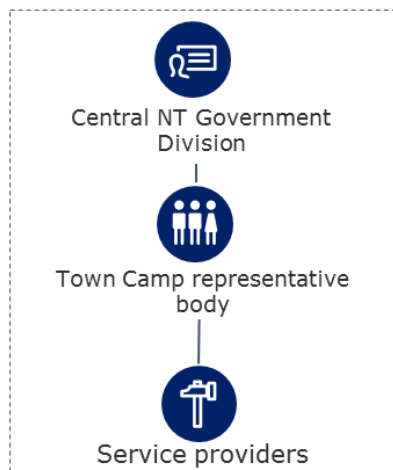 Central NT Government
Division
Town Camp representative
body
Service providers